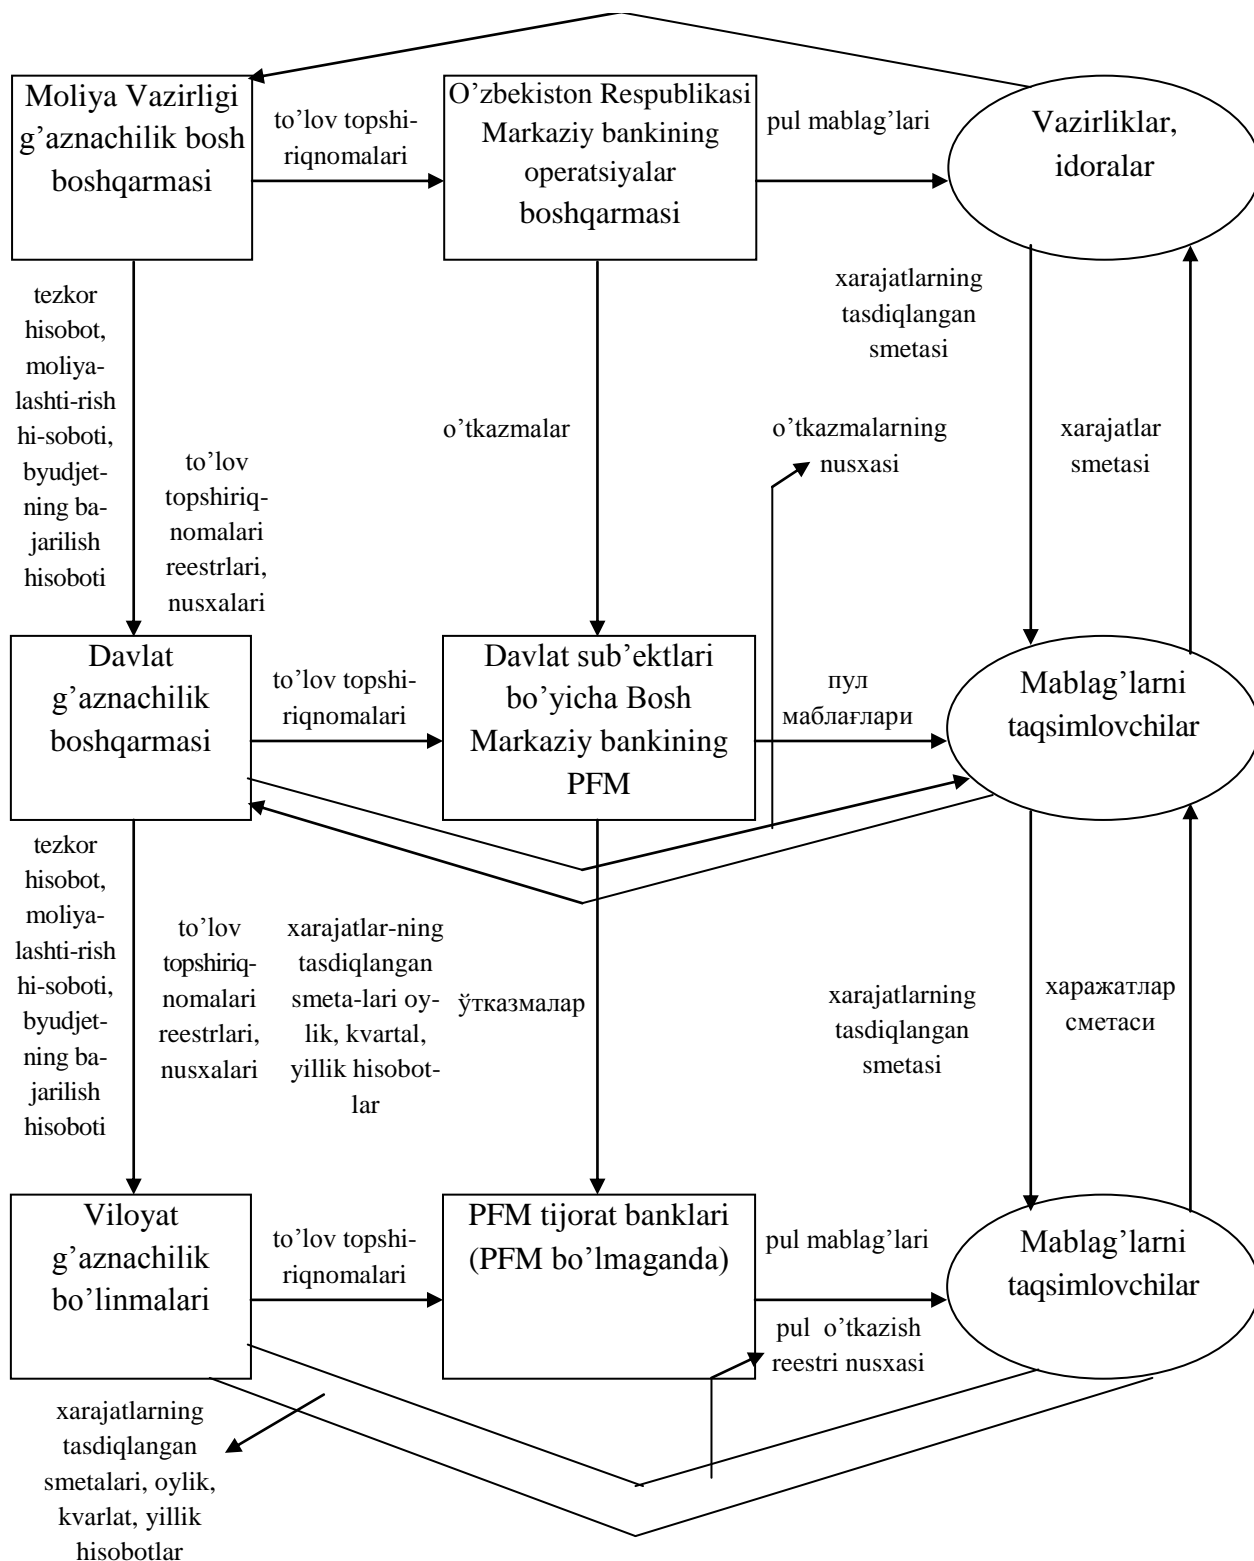 Moliya Vazirligi
g’aznachilik bosh
boshqarmasi
to’lov topshi-
riqnomalari
O’zbekiston Respublikasi
Markaziy bankining
operatsiyalar
boshqarmasi
pul mablag’lari
Vazirliklar,
idoralar
tezkor
hisobot,
moliya-
lashti-rish
hi-soboti,
byudjet-
ning ba-
jarilish
hisoboti
to’lov
topshiriq-
nomalari
reestrlari,
nusxalari
o’tkazmalar
xarajatlarning
tasdiqlangan
smetasi
o’tkazmalarning
nusxasi
xarajatlar
smetasi
Davlat
g’aznachilik
boshqarmasi
to’lov topshi-
riqnomalari
Davlat sub’ektlari
bo’yicha Bosh
Markaziy bankining
PFM
пул
маблағлари
Mablag’larni
taqsimlovchilar
tezkor
hisobot,
moliya-
lashti-rish
hi-soboti,
byudjet-
ning ba-
jarilish
hisoboti
to’lov
topshiriq-
nomalari
reestrlari,
nusxalari
xarajatlar-ning
tasdiqlangan
smeta-lari oy-
lik, kvartal,
yillik hisobot-
lar
ўтказмалар
xarajatlarning
tasdiqlangan
smetasi
харажатлар
сметаси
Viloyat
g’aznachilik
bo’linmalari
to’lov topshi-
riqnomalari
PFM tijorat banklari
(PFM bo’lmaganda)
pul mablag’lari
Mablag’larni
taqsimlovchilar
pul o’tkazish
reestri nusxasi
xarajatlarning
tasdiqlangan
smetalari, oylik,
kvarlat, yillik
hisobotlar